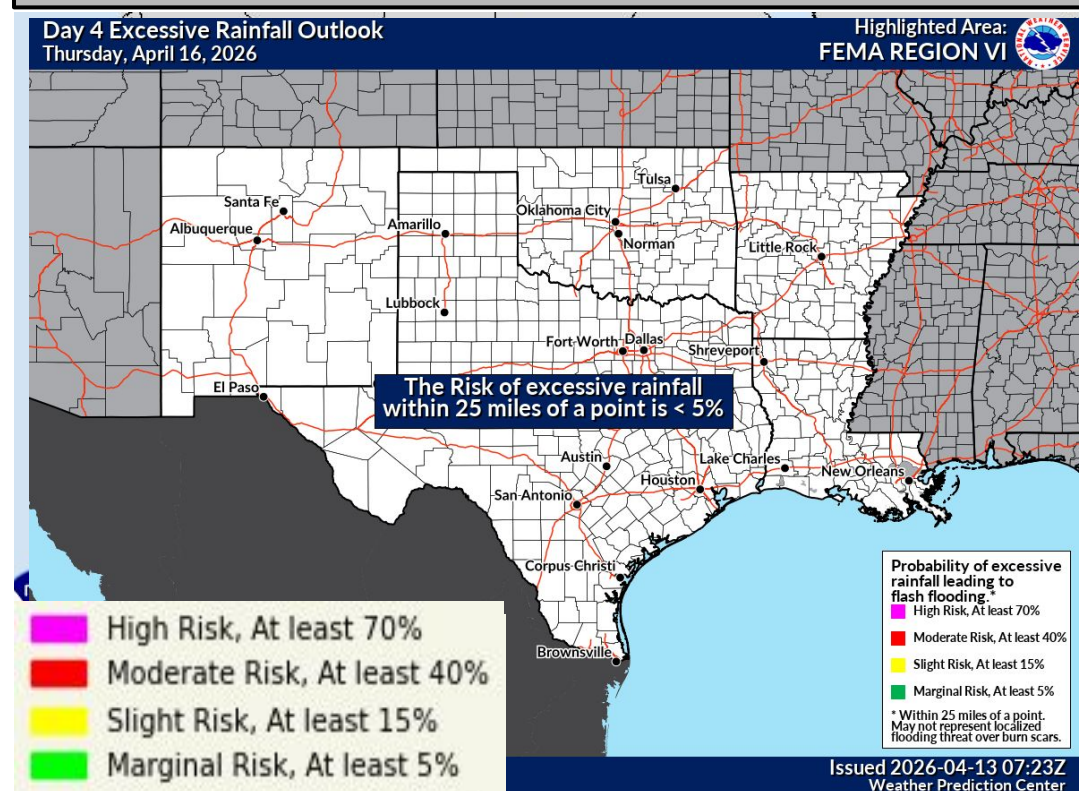 Day 4 Excessive Rainfall Outlook
Thursday, April 16, 2026
Highlighted Area:
FEMA REGION VI
Santa Fe
Albuquerque
Amarillo
Lubbock
Tulsa
Oklahoma City
Norman
Little Rock
Fort Worth
Dallas
Shreveport
El Paso
The Risk of excessive rainfall
within 25 miles of a point is < 5%
Austin
San Antonio
Houston
Lake Charles
New Orleans
Corpus Christi
Brownsville
Probability of excessive
rainfall leading to
flash flooding.*
High Risk, At least 70%
Moderate Risk, At least 40%
Slight Risk, At least 15%
Marginal Risk, At least 5%
* Within 25 miles of a point.
May not represent localized
flooding threat over burn scars.
High Risk, At least 70%
Moderate Risk, At least 40%
Slight Risk, At least 15%
Marginal Risk, At least 5%
Issued 2026-04-13 07:23Z
Weather Prediction Center